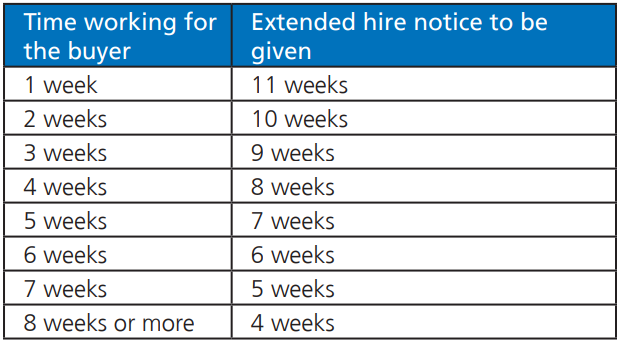 Time working for
the buyer
Extended hire notice to be
given
1 week 11 weeks
2 weeks 10 weeks
3 weeks 9 weeks
4 weeks 8 weeks
5 weeks 7 weeks
6 weeks 6 weeks
7 weeks 5 weeks
8 weeks or more 4 weeks